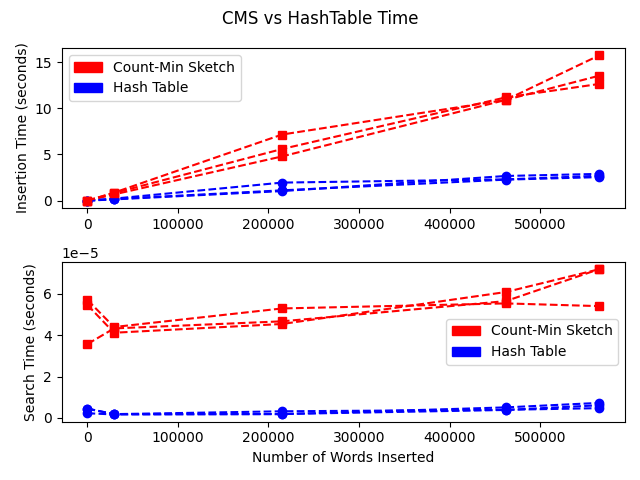 CMS vs HashTable Time
Insertion Time (seconds)
15
10
5
0
Count-Min Sketch
Hash Table
0 100000 200000 300000 400000 500000
1e−5
Search Time (seconds)
6
4
2
0
Count-Min Sketch
Hash Table
0 100000 200000 300000 400000 500000
Number of Words Inserted